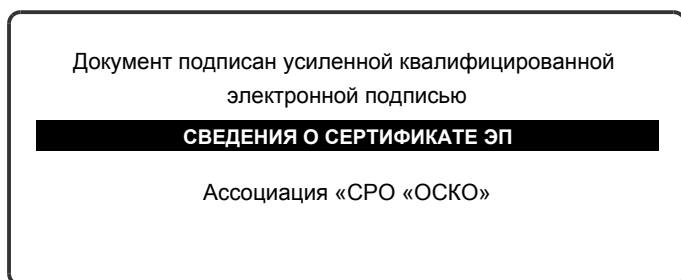 Документ подписан усиленной квалифицированной
электронной подписью
СВЕДЕНИЯ О СЕРТИФИКАТЕ ЭП
Ассоциация «СРО «ОСКО»